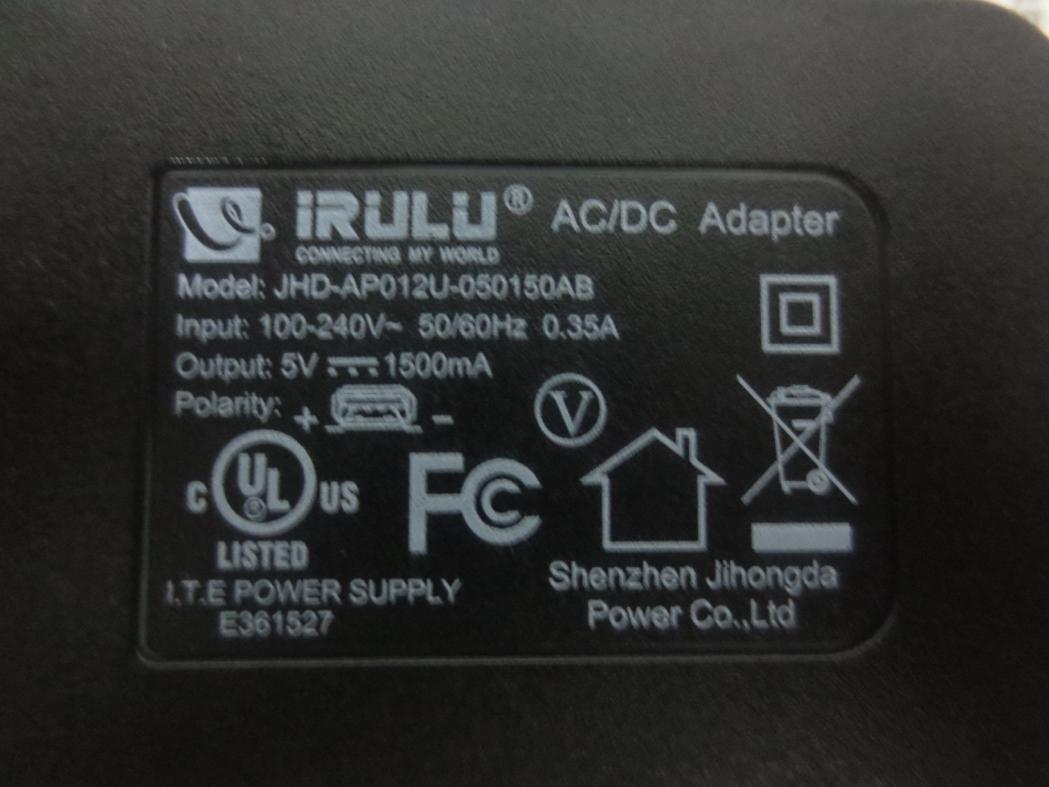 iRULU® AC/DC Adapter
CONNECTING MY WORLD
Model: JHD-AP012U-050150AB
Input: 100-240V~ 50/60Hz 0.35A
Output: 5V ⎓ 1500mA
Polarity: + -
V
C UL® US
LISTED
FC
I.T.E POWER SUPPLY
E361527
Shenzhen Jihongda
Power Co.,Ltd